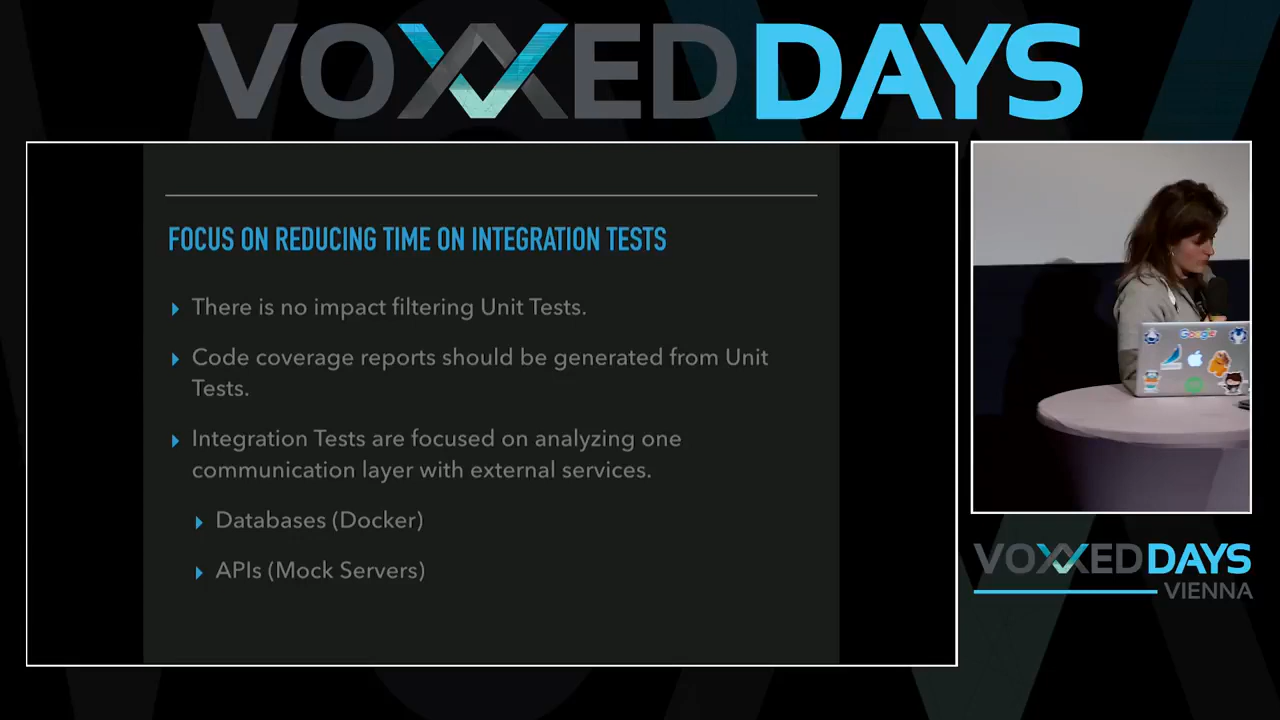 VOXXED DAYS
FOCUS ON REDUCING TIME ON INTEGRATION TESTS
There is no impact filtering Unit Tests.
Code coverage reports should be generated from Unit
Tests.
Integration Tests are focused on analyzing one
communication layer with external services.
Databases (Docker)
APIs (Mock Servers)
Google
VOXXED DAYS
VIENNA